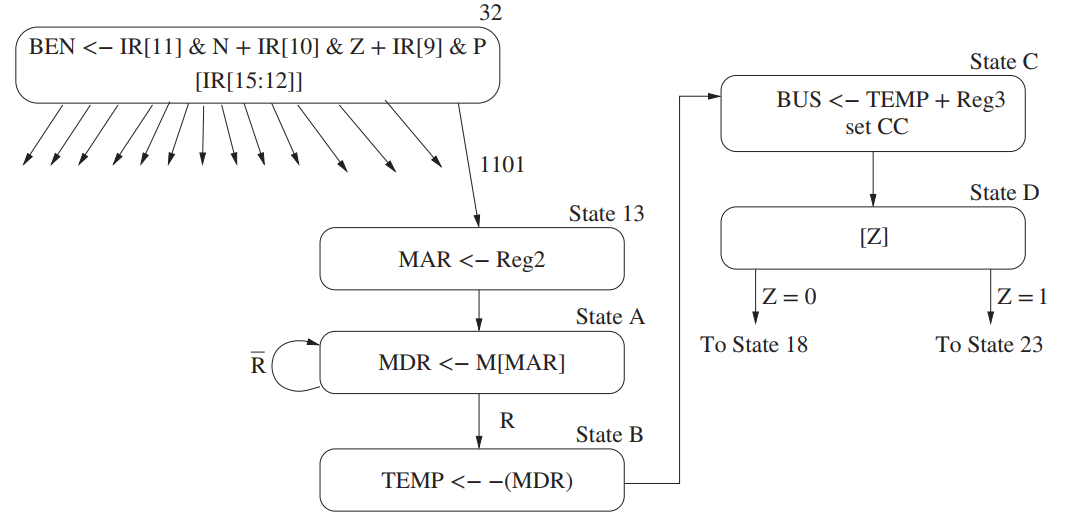 32
BEN <− IR[11] & N + IR[10] & Z + IR[9] & P
[IR[15:12]]
1101
State 13
MAR <− Reg2
State A
R̅
MDR <− M[MAR]
R
State B
TEMP <− −(MDR)
State C
BUS <− TEMP + Reg3
set CC
State D
[Z]
Z = 0
Z = 1
To State 18
To State 23